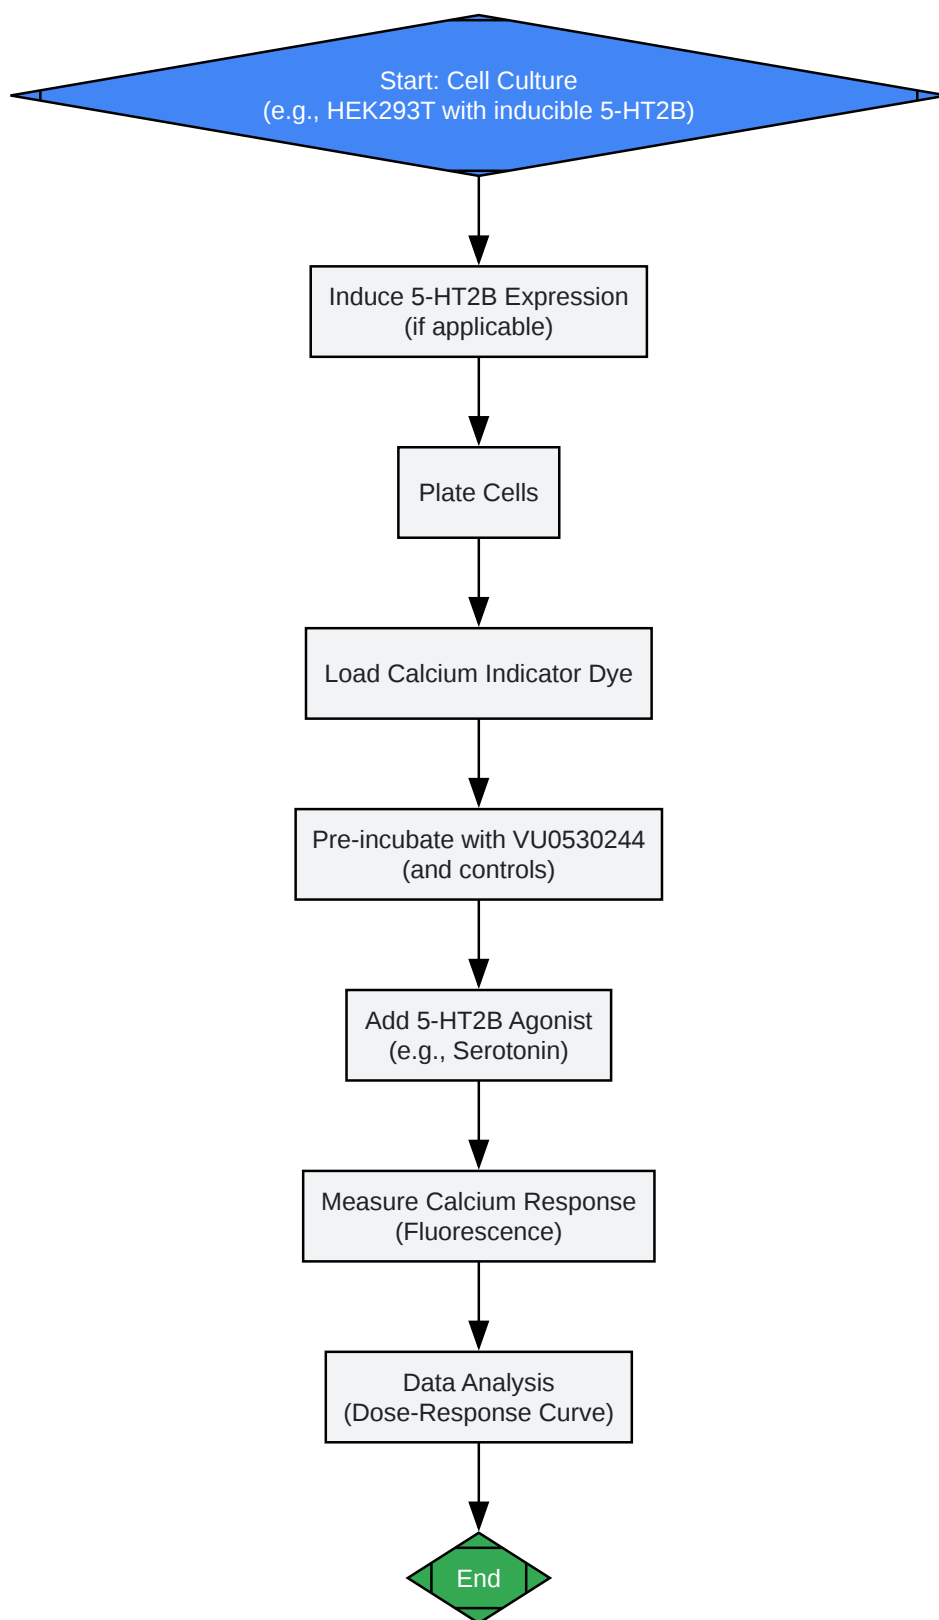 Start: Cell Culture
(e.g., HEK293T with inducible 5-HT2B)
Induce 5-HT2B Expression
(if applicable)
Plate Cells
Load Calcium Indicator Dye
Pre-incubate with VU0530244
(and controls)
Add 5-HT2B Agonist
(e.g., Serotonin)
Measure Calcium Response
(Fluorescence)
Data Analysis
(Dose-Response Curve)
End